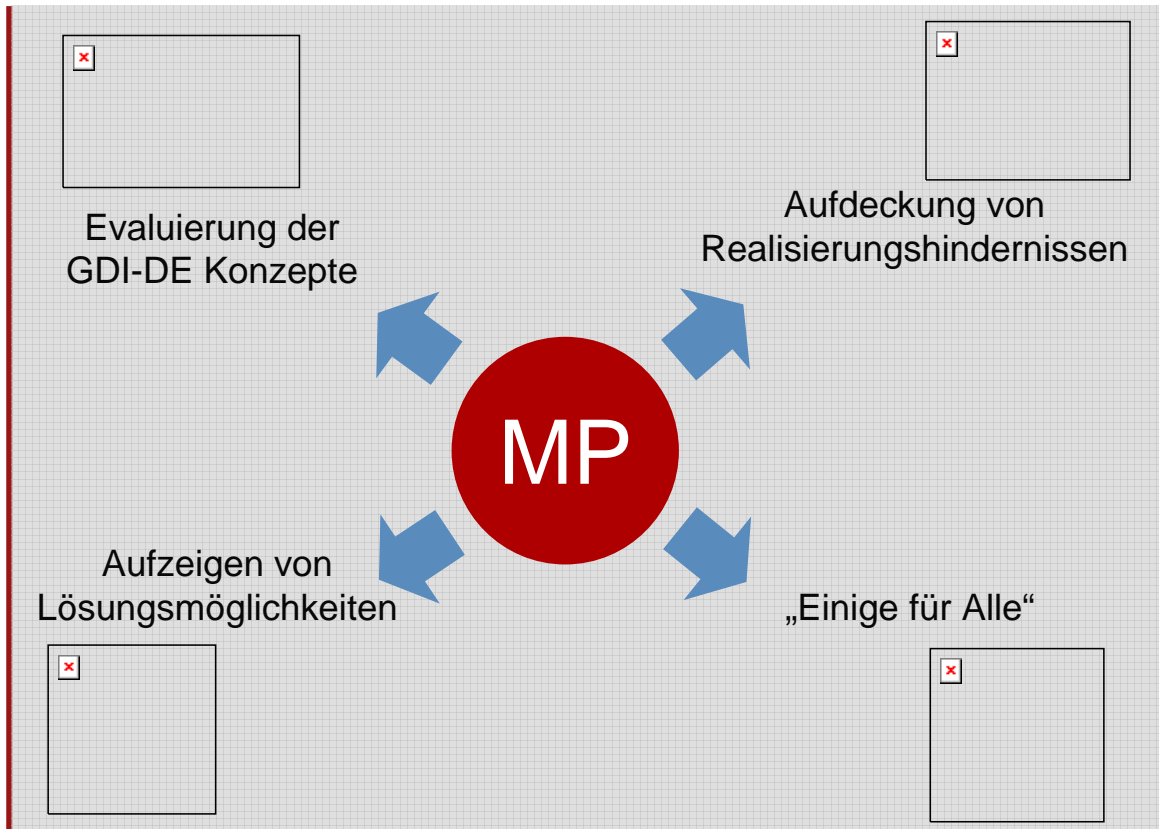 Evaluierung der
GDI-DE Konzepte
Aufdeckung von
Realisierungshindernissen
MP
Aufzeigen von
Lösungsmöglichkeiten
„Einige für Alle“